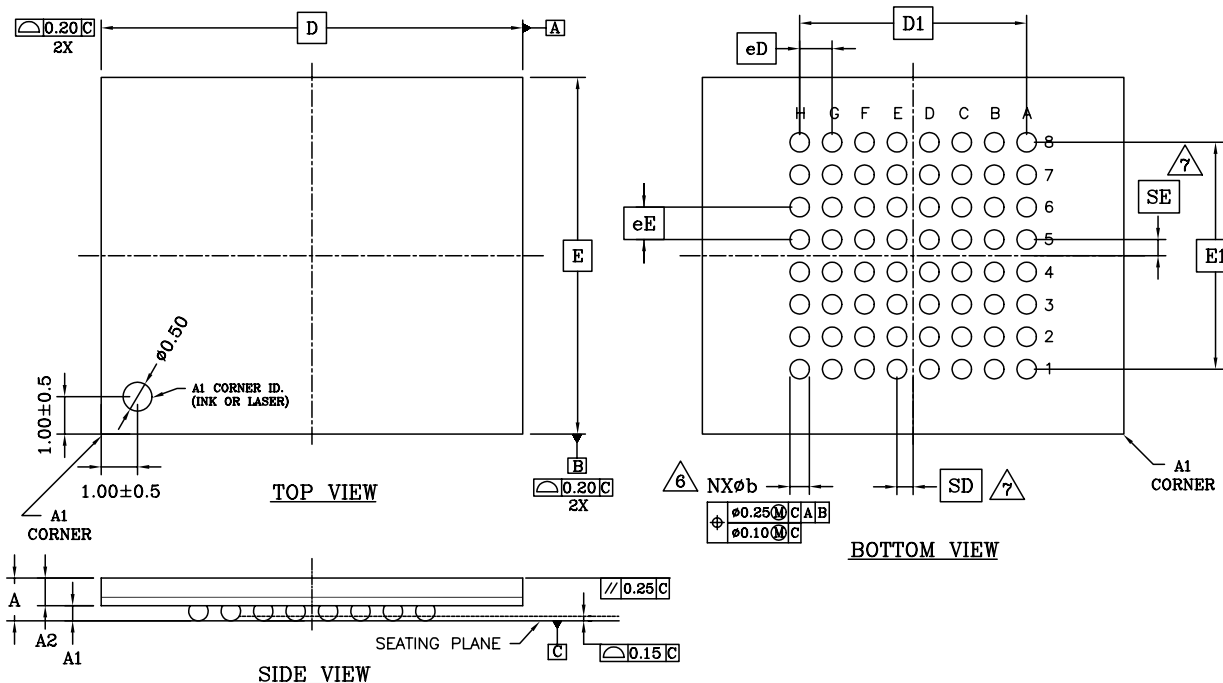 ⌓ 0.20 C
2X
D
A
E
ø0.50
A1 CORNER ID.
(INK OR LASER)
1.00±0.5
1.00±0.5
A1
CORNER
TOP VIEW
B
⌓ 0.20 C
2X
D1
eD
H G F E D C B A
8
7
6
5
4
3
2
1
7
SE
eE
E1
6
NXøb
⌖ ø0.25Ⓜ C A B
ø0.10Ⓜ C
SD
7
A1
CORNER
BOTTOM VIEW
A
A2
A1
// 0.25 C
SEATING PLANE
C
⌓ 0.15 C
SIDE VIEW